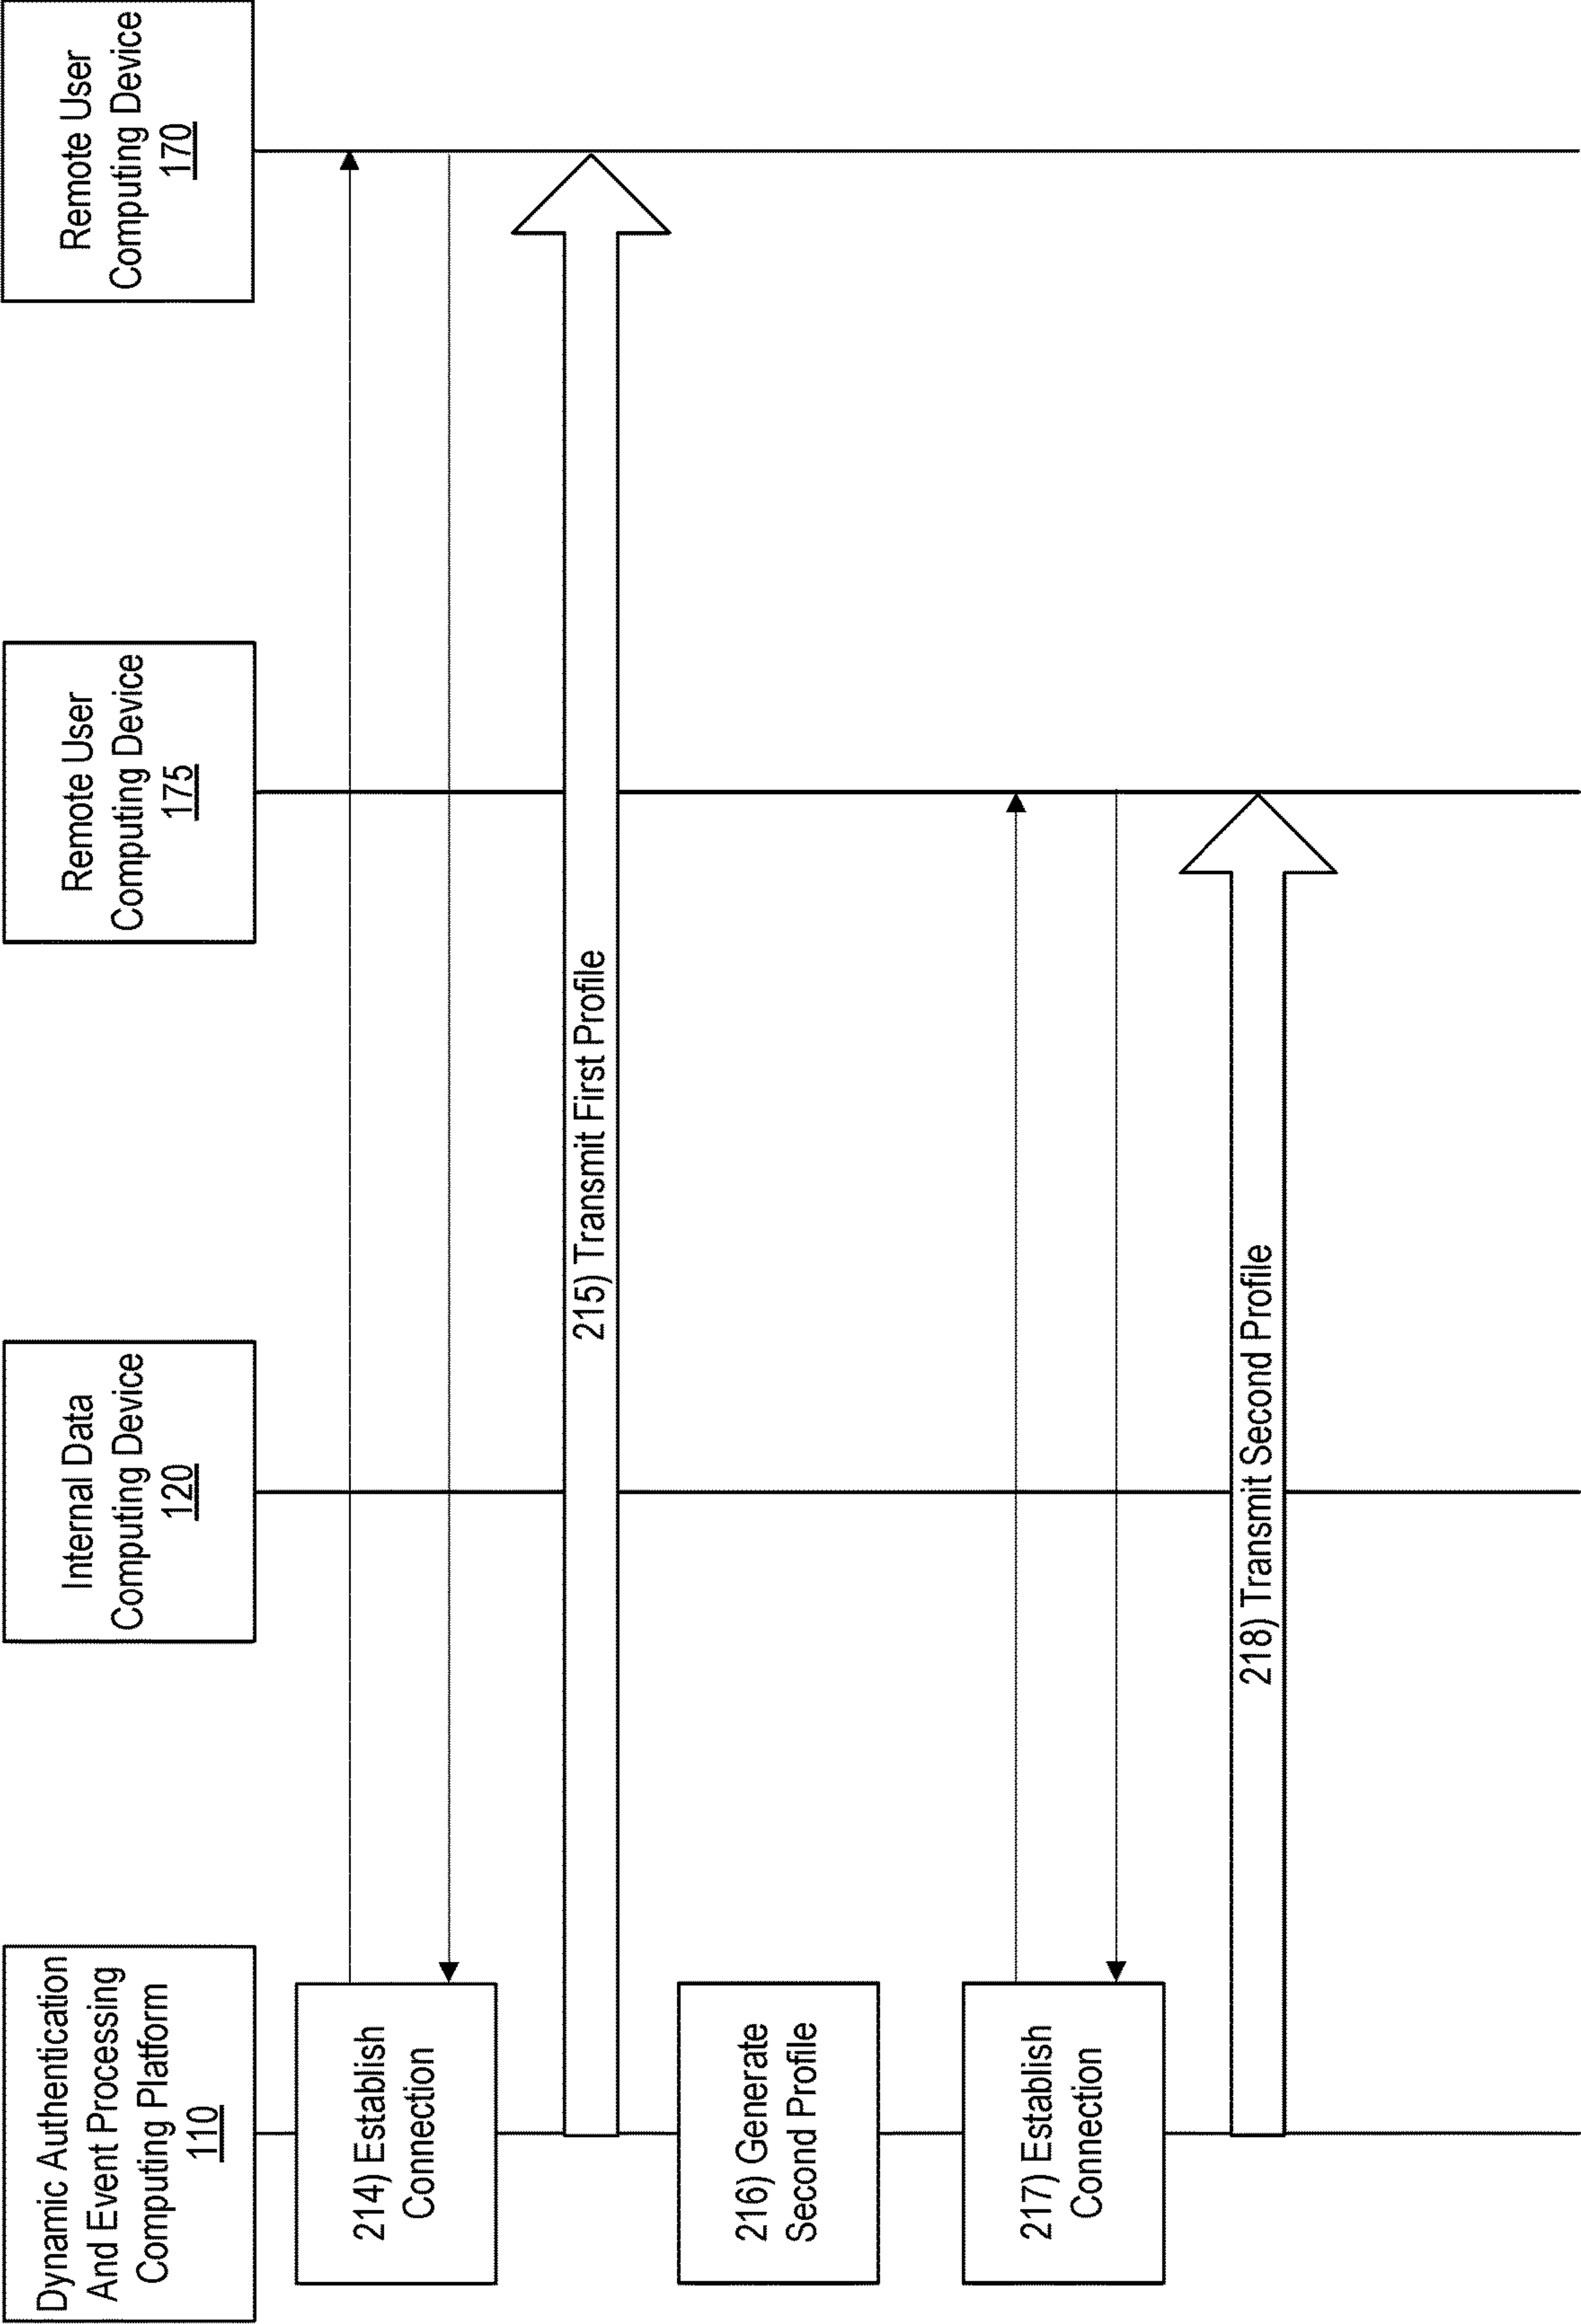 Dynamic Authentication
And Event Processing
Computing Platform
110
Internal Data
Computing Device
120
Remote User
Computing Device
175
Remote User
Computing Device
170
214) Establish
Connection
215) Transmit First Profile
216) Generate
Second Profile
217) Establish
Connection
218) Transmit Second Profile